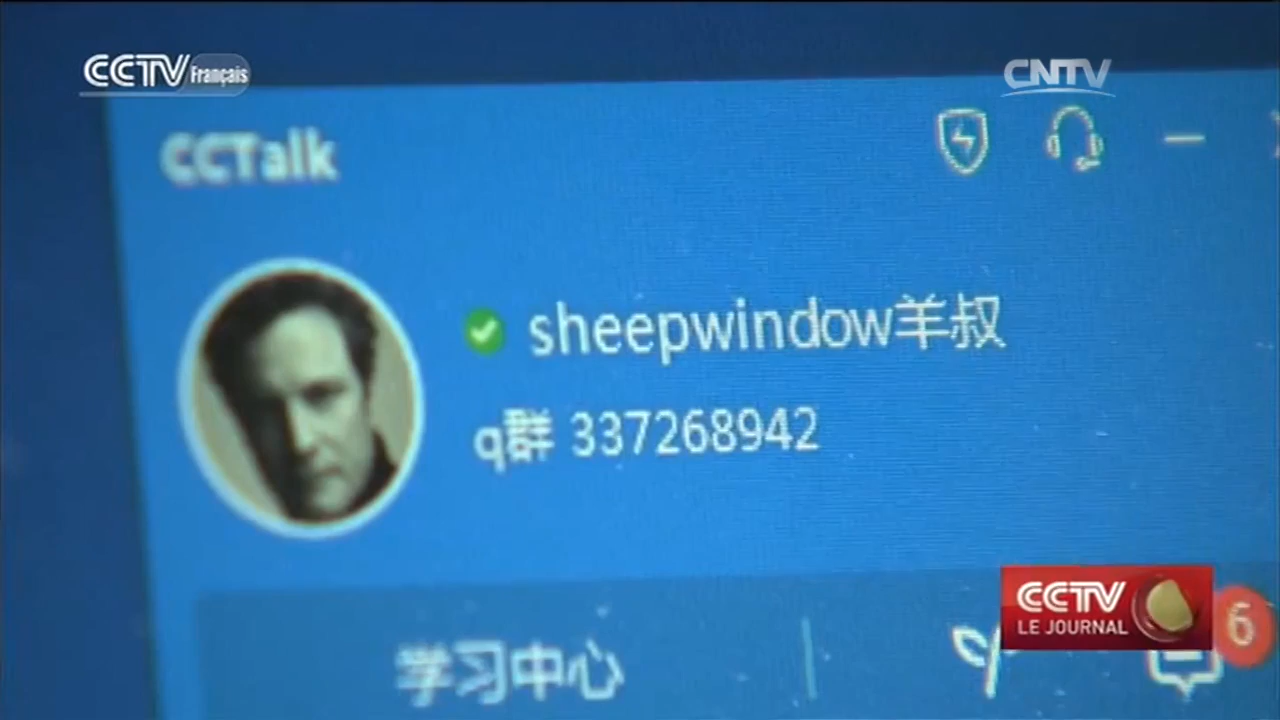 CCTV Français
CNTV
CCTalk
sheepwindow羊叔
q群 337268942
学习中心
CCTV
LE JOURNAL
6